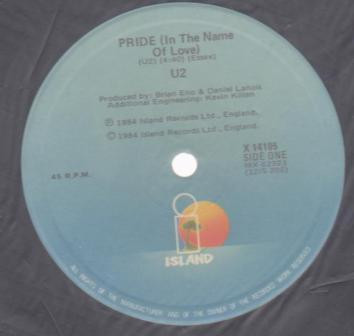 PRIDE (In The Name
Of Love)
(U2) (4:40) (Essex)
U2
Produced by: Brian Eno & Daniel Lanois
Additional Engineering: Kevin Killen
℗ 1984 Island Records Ltd., England.
© 1984 Island Records Ltd., England.
X 14105
SIDE ONE
45 R.P.M.
ISLAND
ALL RIGHTS OF THE MANUFACTURER AND OF THE OWNER OF THE RECORDED WORK RESERVED